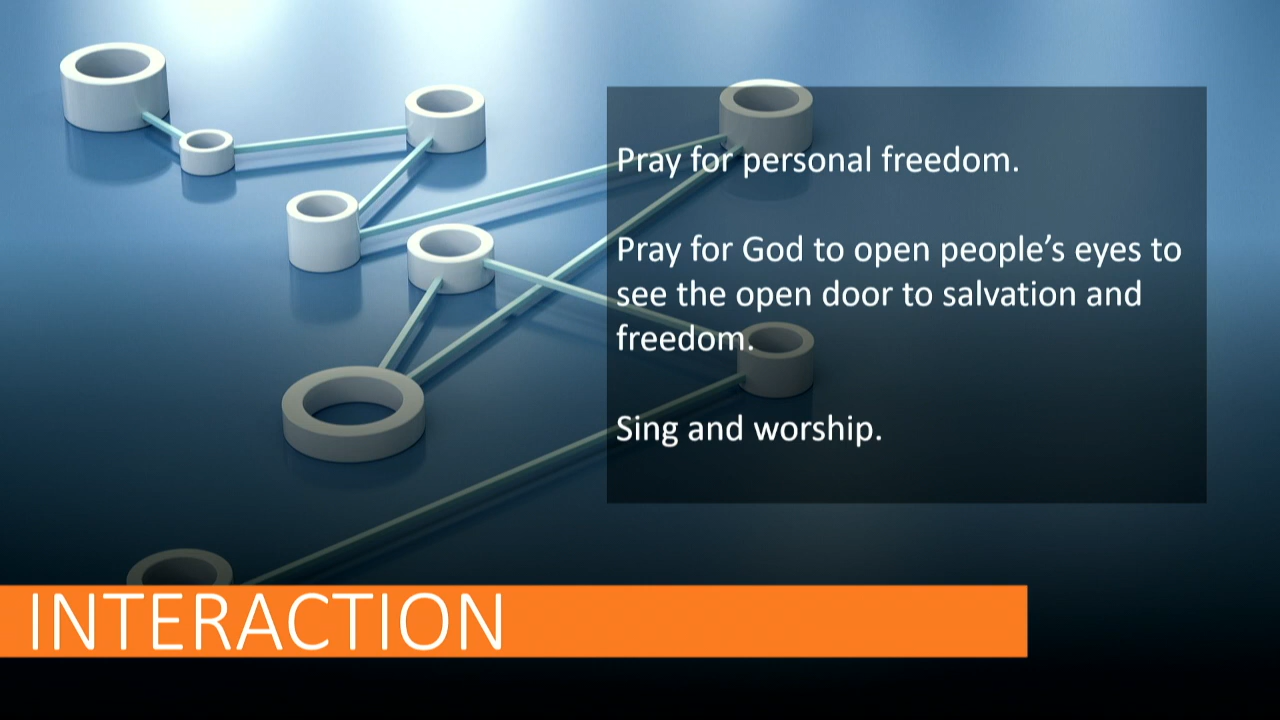 Pray for personal freedom.
Pray for God to open people’s eyes to
see the open door to salvation and
freedom.
Sing and worship.
INTERACTION